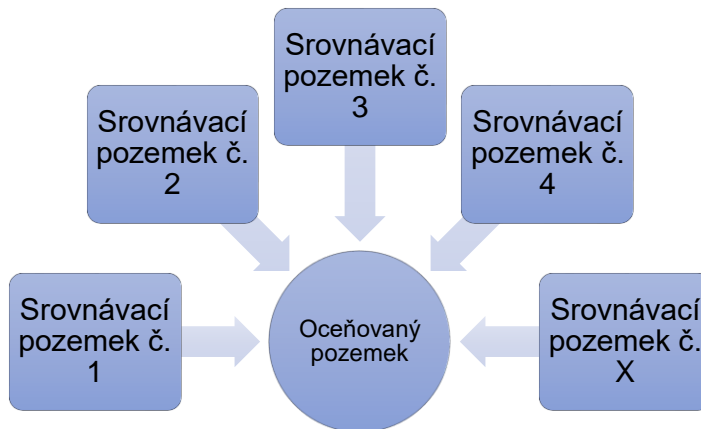 Srovnávací
pozemek č.
1
Srovnávací
pozemek č.
2
Srovnávací
pozemek č.
3
Srovnávací
pozemek č.
4
Srovnávací
pozemek č.
X
Oceňovaný
pozemek